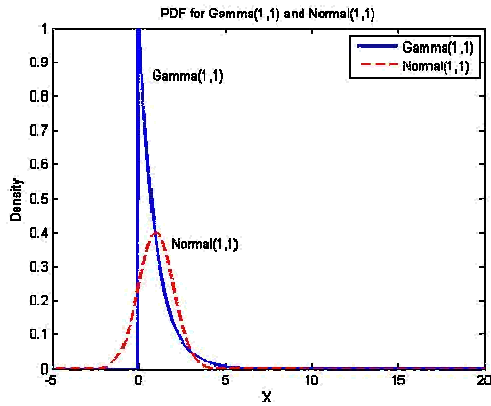 PDF for Gamma(1,1) and Normal(1,1)
Gamma(1,1)
Normal(1,1)
Gamma(1,1)
Normal(1,1)
Density
1
0.9
0.8
0.7
0.6
0.5
0.4
0.3
0.2
0.1
0
-5
0
5
10
15
20
X